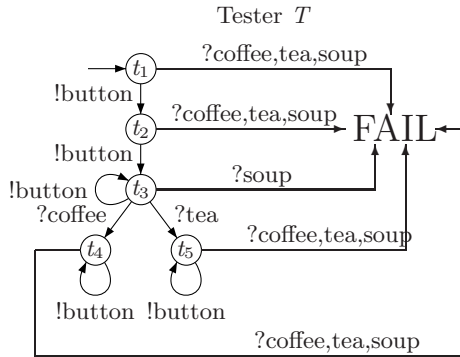 Tester T
?coffee,tea,soup
t1
!button
?coffee,tea,soup
t2
FAIL
!button
?soup
!button
t3
?coffee
?tea
?coffee,tea,soup
t4
t5
!button
!button
?coffee,tea,soup